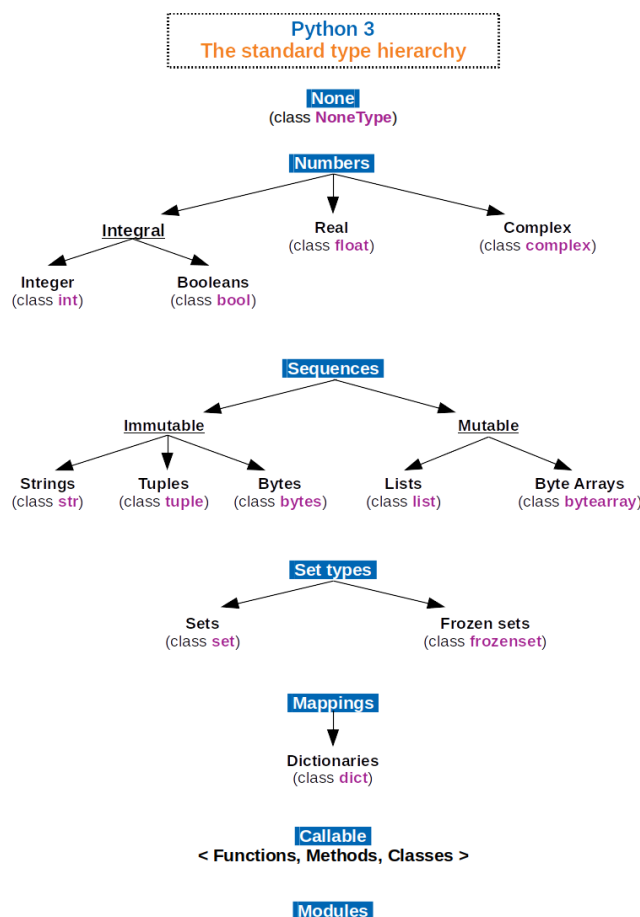 Python 3
The standard type hierarchy
None
(class NoneType)
Numbers
Integral
Real
(class float)
Complex
(class complex)
Integer
(class int)
Booleans
(class bool)
Sequences
Immutable
Mutable
Strings
(class str)
Tuples
(class tuple)
Bytes
(class bytes)
Lists
(class list)
Byte Arrays
(class bytearray)
Set types
Sets
(class set)
Frozen sets
(class frozenset)
Mappings
Dictionaries
(class dict)
Callable
< Functions, Methods, Classes >
Modules